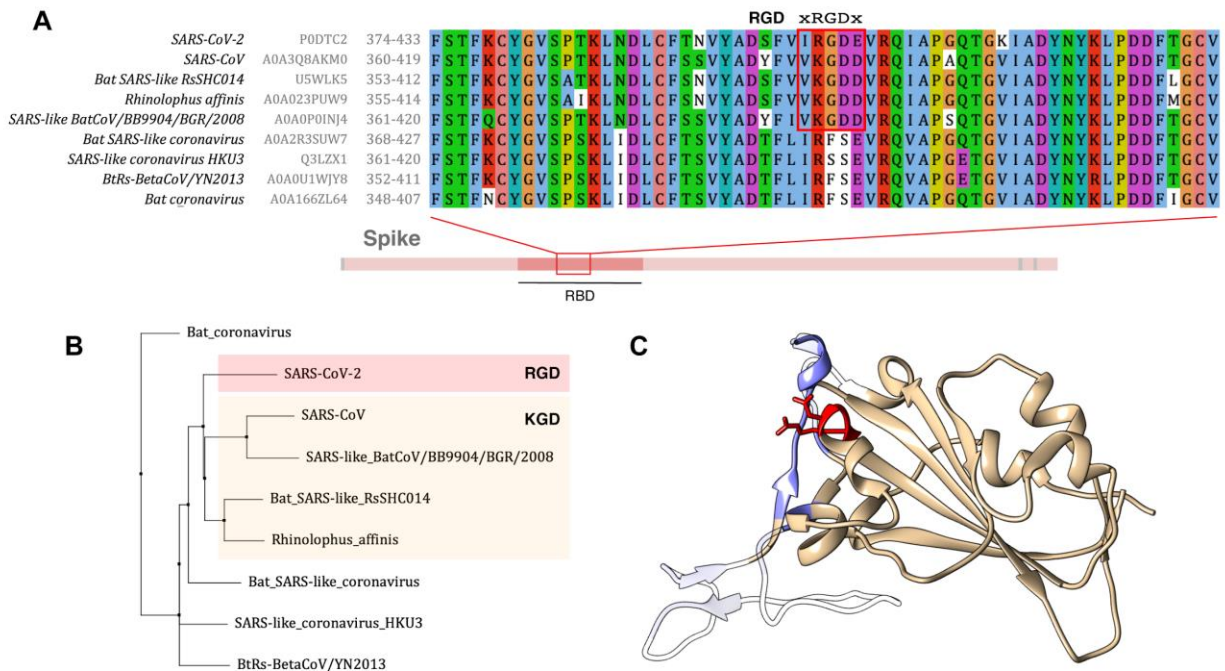 A
RGD xRGDx
SARS-CoV-2 P0DTC2 374-433 FSTFKCYGVSPTKLNDLCFTNVYADSFVIRGDEVRQIAPGQTGKIADYNYKLPDDFTGCV
SARS-CoV A0A3Q8AKM0 360-419 FSTFKCYGVSPTKLNDLCFSSVYADYFVVKGDDVRQIAPAQTGVIADYNYKLPDDFTGCV
Bat SARS-like RsSHC014 U5WLK5 353-412 FSTFKCYGVSATKLNDLCFSNVYADSFVVKGDDVRQIAPGQTGVIADYNYKLPDDFLGCV
Rhinolophus affinis A0A023PUW9 355-414 FSTFKCYGVSAIKLNDLCFSNVYADSFVVKGDDVRQIAPGQTGVIADYNYKLPDDFMGCV
SARS-like BatCoV/BB9904/BGR/2008 A0A0P0INJ4 361-420 FSTFQCYGVSPTKLNDLCFSSVYADYFIVKGDDVRQIAPSQTGVIADYNYKLPDDFTGCV
Bat SARS-like coronavirus A0A2R3SUW7 368-427 FSTFKCYGVSPSKLIDLCFTSVYADTFLIRFSEVRQVAPGQTGVIADYNYKLPDDFTGCV
SARS-like coronavirus HKU3 Q3LZX1 361-420 FSTFKCYGVSPSKLIDLCFTSVYADTFLIRSSEVRQVAPGETGVIADYNYKLPDDFTGCV
BtRs-BetaCoV/YN2013 A0A0U1WJY8 352-411 FSTFKCYGVSPSKLIDLCFTSVYADTFLIRFSEVRQVAPGETGVIADYNYKLPDDFTGCV
Bat coronavirus A0A166ZL64 348-407 FSTFNCYGVSPSKLIDLCFTSVYADTFLIRFSEVRQVAPGQTGVIADYNYKLPDDFIGCV
Spike
RBD
B
Bat_coronavirus
SARS-CoV-2 RGD
SARS-CoV KGD
SARS-like_BatCoV/BB9904/BGR/2008
Bat_SARS-like_RsSHC014
Rhinolophus_affinis
Bat_SARS-like_coronavirus
SARS-like_coronavirus_HKU3
BtRs-BetaCoV/YN2013
C